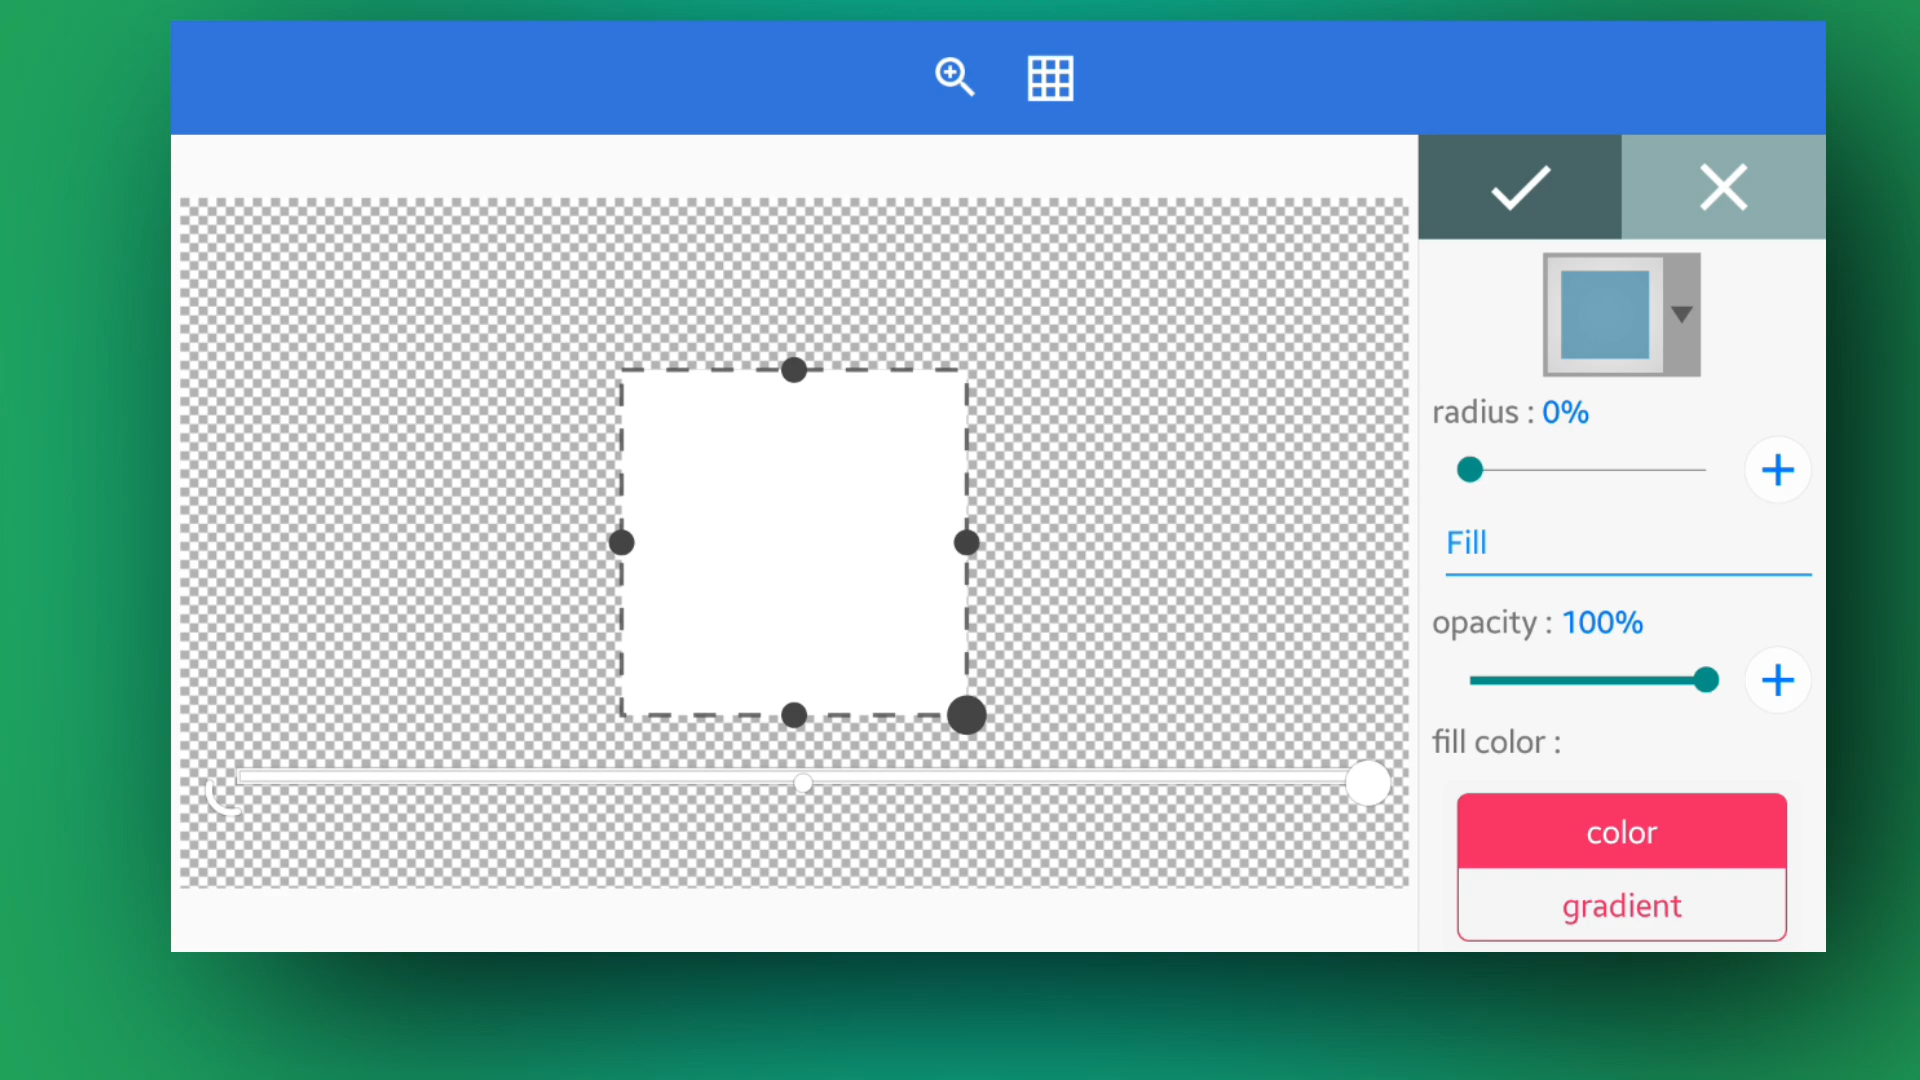 radius : 0%
Fill
opacity : 100%
fill color :
color
gradient